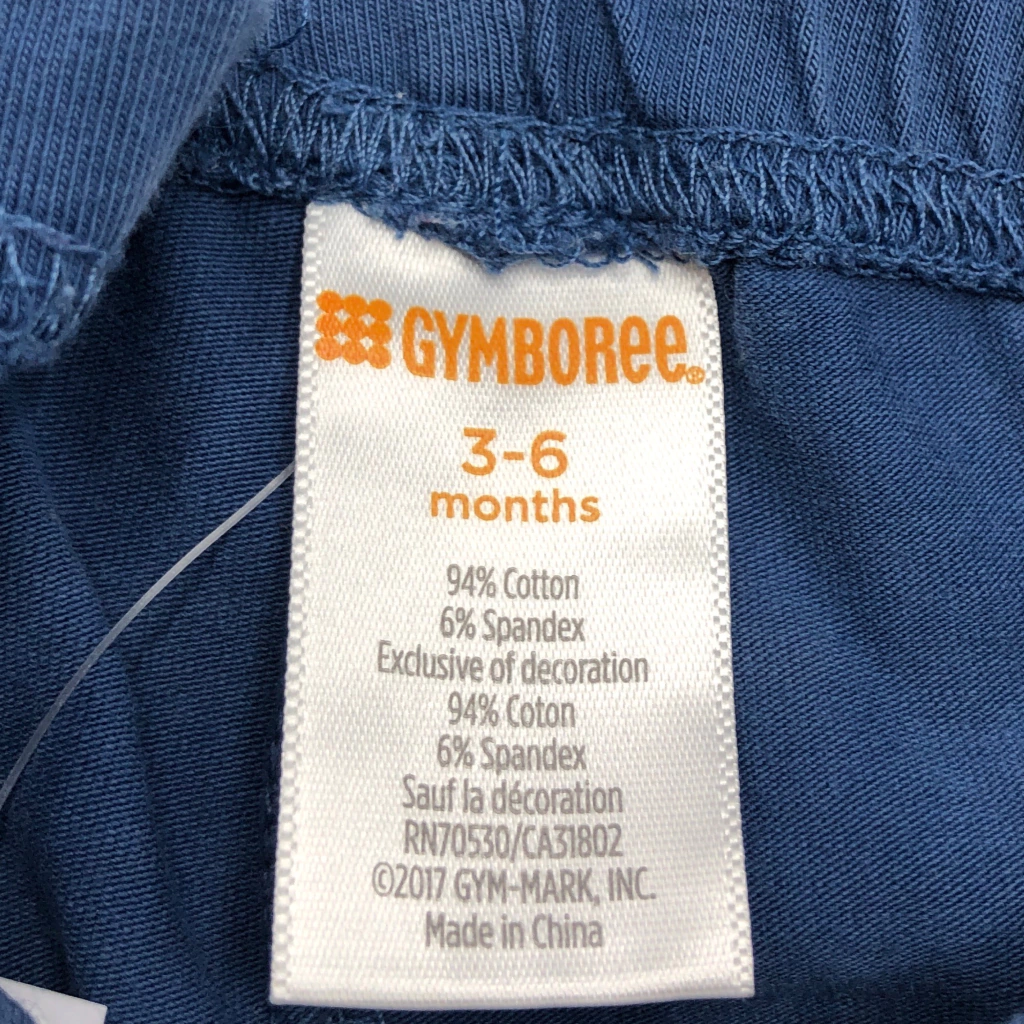 GYMBOREE®
3-6
months
94% Cotton
6% Spandex
Exclusive of decoration
94% Coton
6% Spandex
Sauf la décoration
RN70530/CA31802
©2017 GYM-MARK, INC.
Made in China